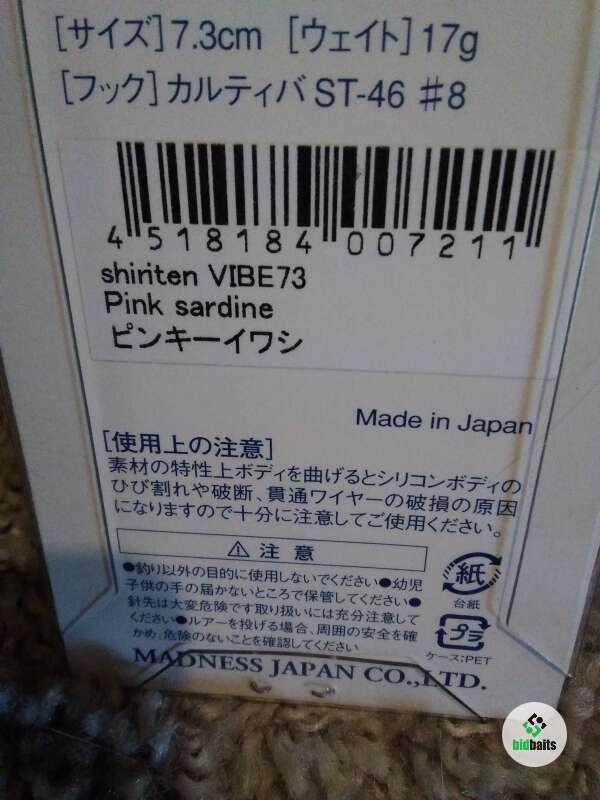 [サイズ]7.3cm [ウェイト]17g
[フック]カルティバ ST-46 ♯8
4 518184 007211
shiriten VIBE73
Pink sardine
ピンキーイワシ
Made in Japan
[使用上の注意]
素材の特性上ボディを曲げるとシリコンボディの
ひび割れや破断、貫通ワイヤーの破損の原因
になりますので十分に注意してご使用ください。
⚠注意
●釣り以外の目的に使用しないでください●幼児
子供の手の届かないところで保管してください●
針先は大変危険です取り扱いには充分注意して
ください●ルアーを投げる場合、周囲の安全を確
かめ、危険のないことを確認してください
紙
台紙
プラ
ケース:PET
MADNESS JAPAN CO.,LTD.
bidbaits